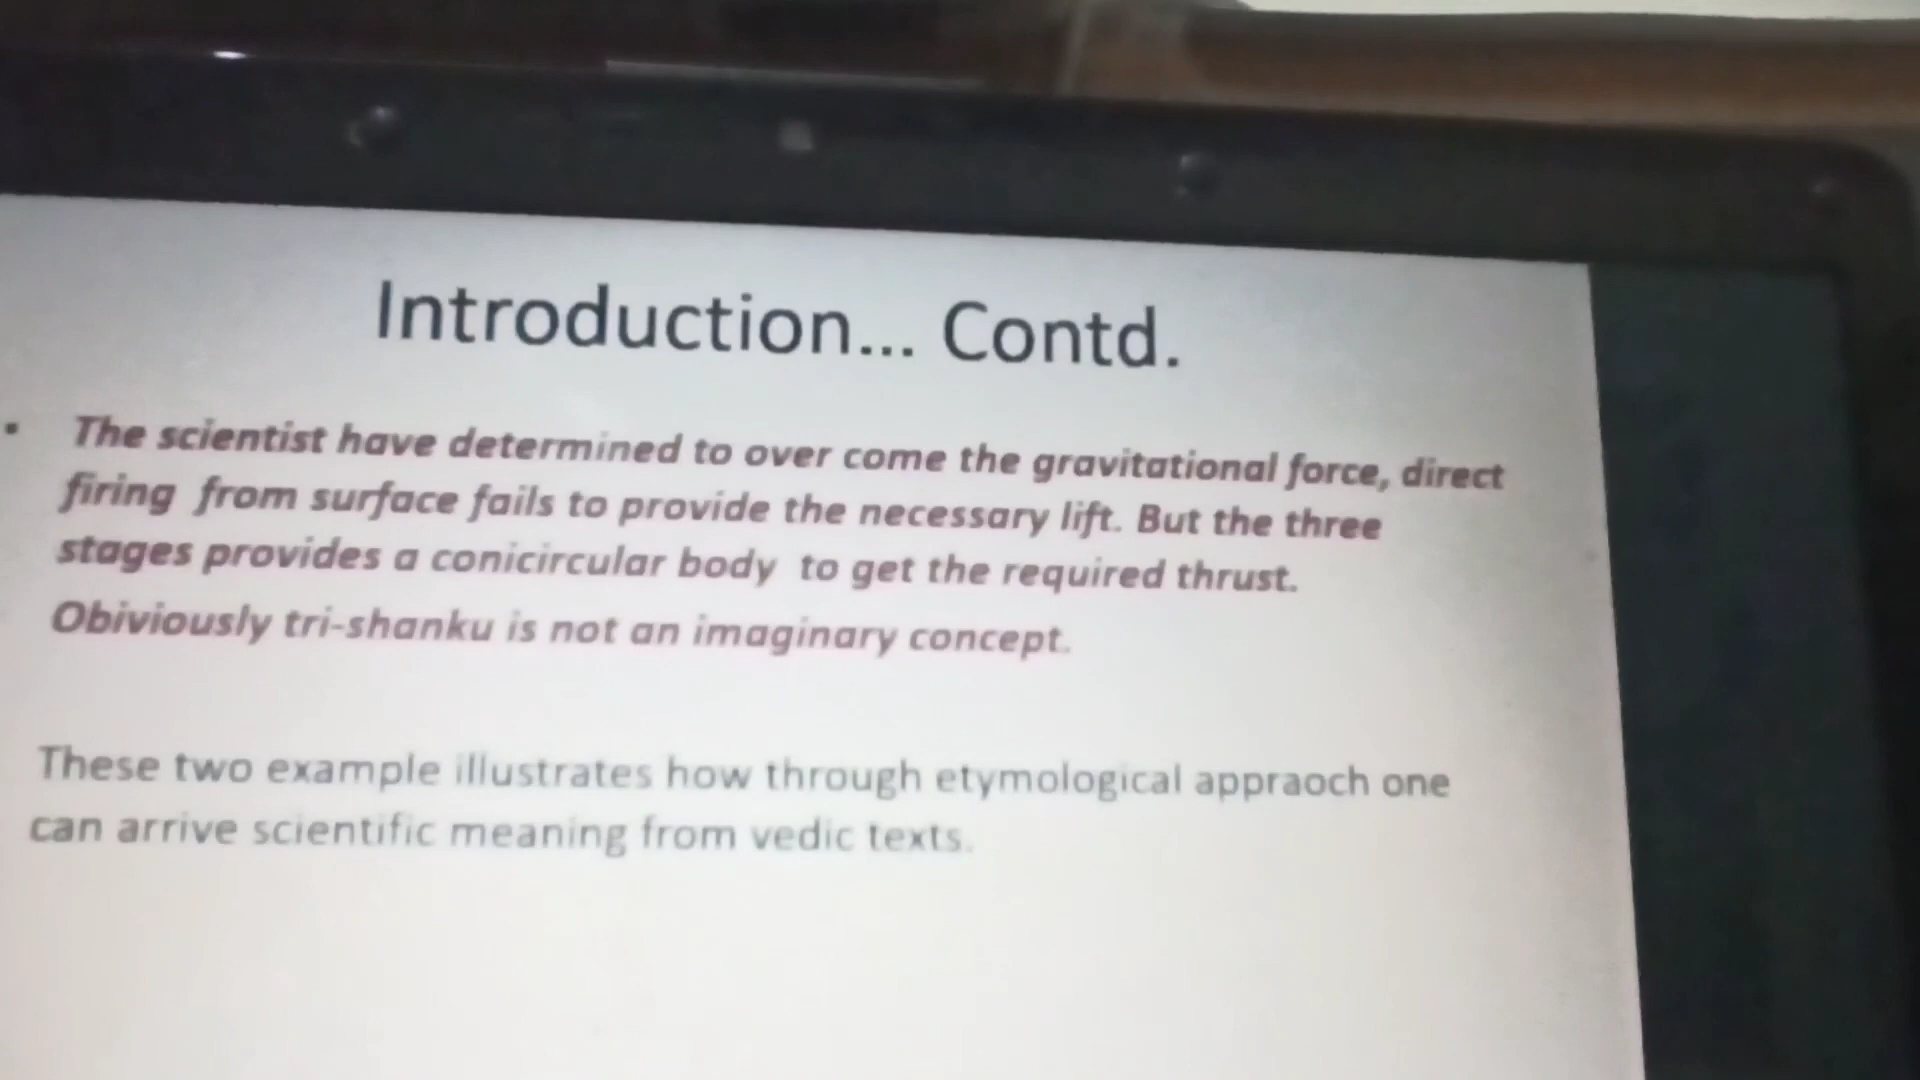 Introduction... Contd.
• The scientist have determined to over come the gravitational force, direct
firing from surface fails to provide the necessary lift. But the three
stages provides a conicircular body to get the required thrust.
Obiviously tri-shanku is not an imaginary concept.
These two example illustrates how through etymological appraoch one
can arrive scientific meaning from vedic texts.